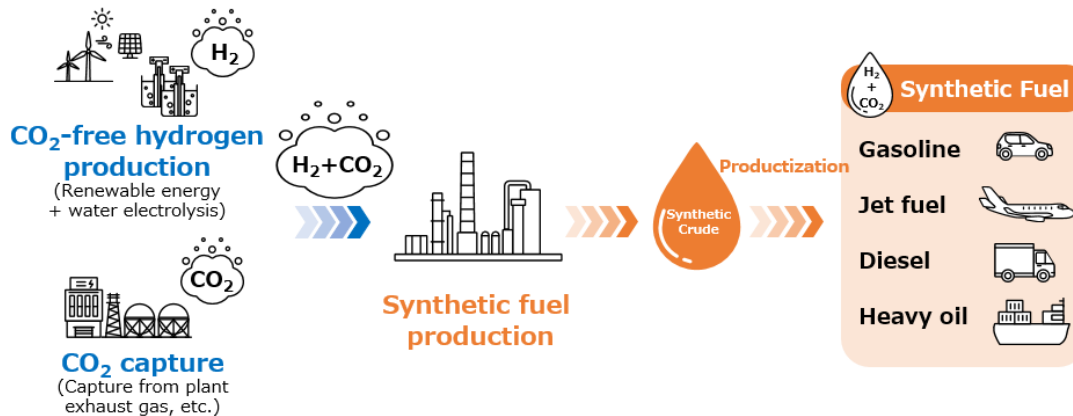 H₂
CO₂-free hydrogen
production
(Renewable energy
+ water electrolysis)
CO₂
CO₂ capture
(Capture from plant
exhaust gas, etc.)
H₂+CO₂
Synthetic fuel
production
Synthetic
Crude
Productization
H₂
+
CO₂
Synthetic Fuel
Gasoline
Jet fuel
Diesel
Heavy oil